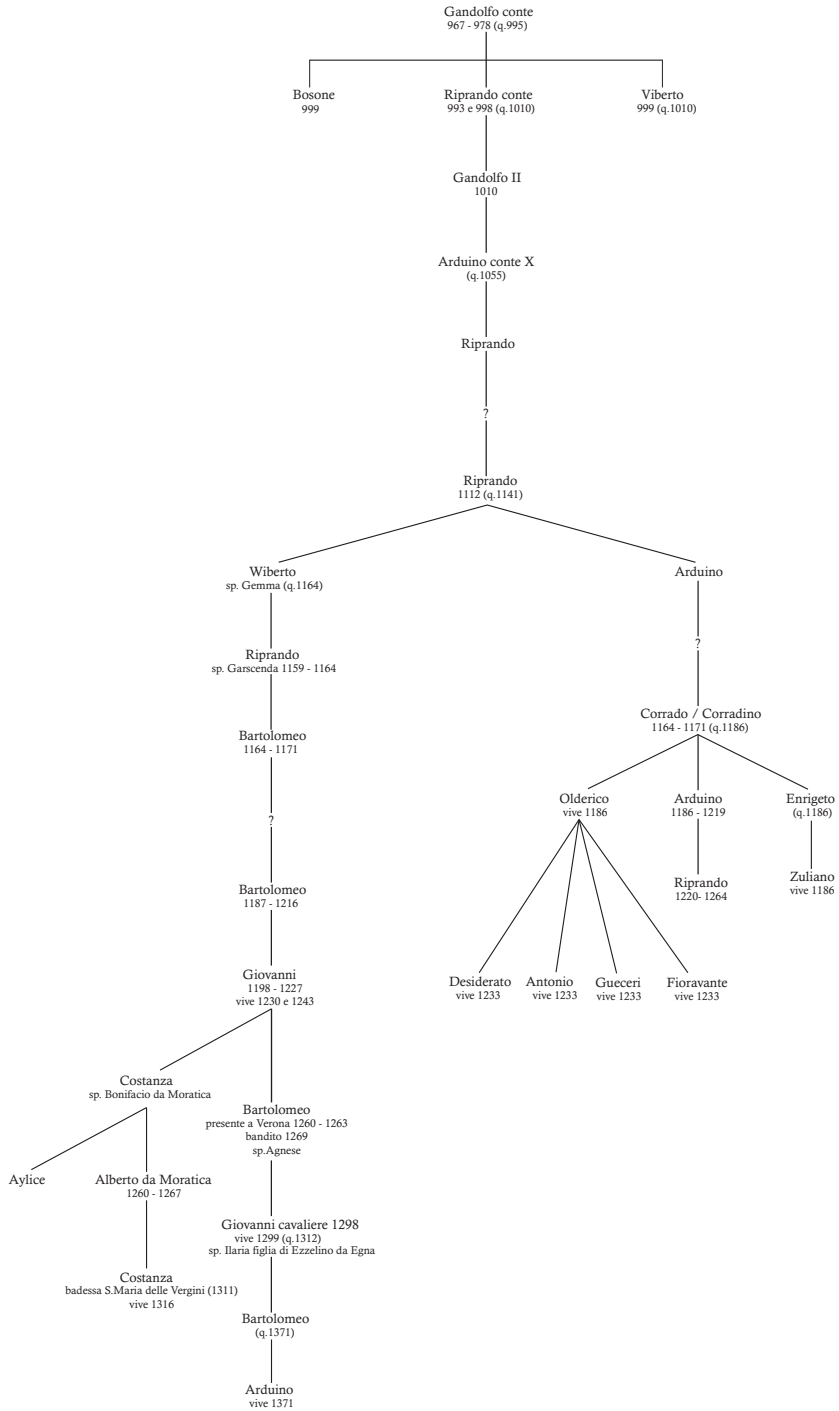 Gandolfo conte
967 - 978 (q.995)
Bosone
999
Riprando conte
993 e 998 (q.1010)
Viberto
999 (q.1010)
Gandolfo II
1010
Arduino conte X
(q.1055)
Riprando
?
Riprando
1112 (q.1141)
Wiberto
sp. Gemma (q.1164)
Arduino
?
Riprando
sp. Garscenda 1159 - 1164
Corrado / Corradino
1164 - 1171 (q.1186)
Bartolomeo
1164 - 1171
Olderico
vive 1186
Arduino
1186 - 1219
Enrigeto
(q.1186)
?
Riprando
1220- 1264
Zuliano
vive 1186
Bartolomeo
1187 - 1216
Giovanni
1198 - 1227
vive 1230 e 1243
Desiderato
vive 1233
Antonio
vive 1233
Gueceri
vive 1233
Fioravante
vive 1233
Costanza
sp. Bonifacio da Moratica
Bartolomeo
presente a Verona 1260 - 1263
bandito 1269
sp.Agnese
Aylice
Alberto da Moratica
1260 - 1267
Giovanni cavaliere 1298
vive 1299 (q.1312)
sp. Ilaria figlia di Ezzelino da Egna
Costanza
badessa S.Maria delle Vergini (1311)
vive 1316
Bartolomeo
(q.1371)
Arduino
vive 1371